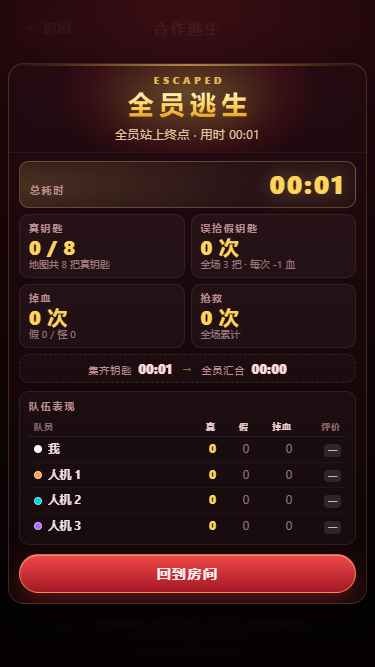 ← 返回
合作逃生
ESCAPED
全员逃生
全员站上终点 · 用时 00:01
总耗时 00:01
真钥匙
0 / 8
地图共 8 把真钥匙
误拾假钥匙
0 次
全场 3 把 · 每次 -1 血
掉血
0 次
假 0 / 怪 0
抢救
0 次
全场累计
集齐钥匙 00:01 → 全员汇合 00:00
队伍表现
队员 真 假 掉血 评价
我 0 0 0 —
人机 1 0 0 0 —
人机 2 0 0 0 —
人机 3 0 0 0 —
回到房间